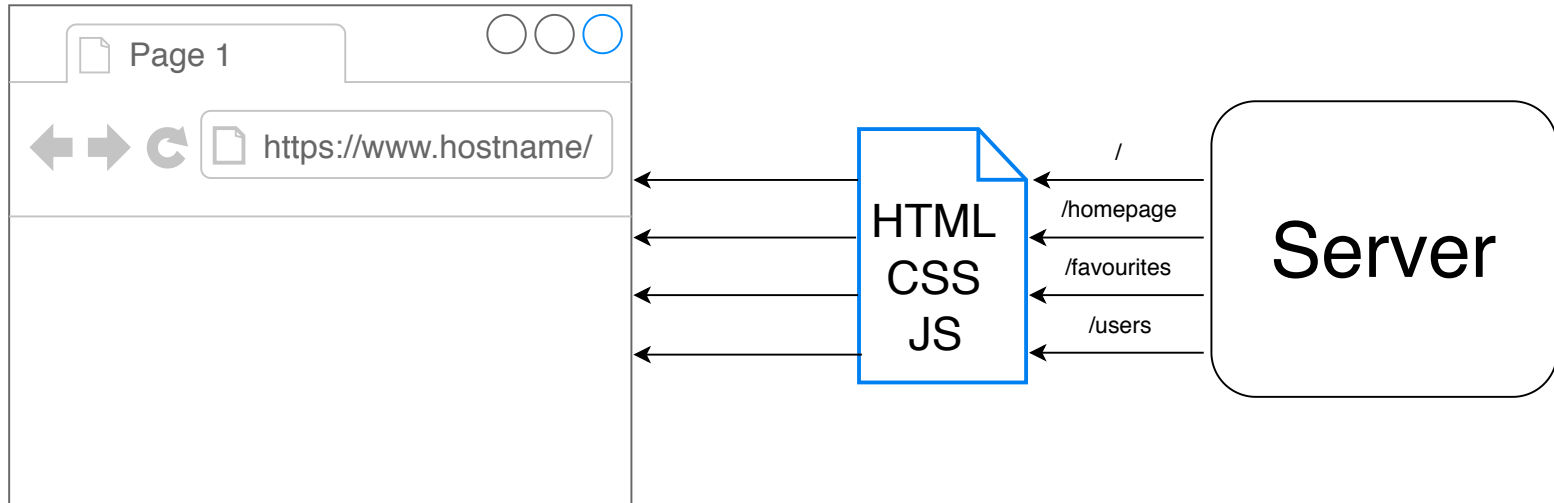 Page 1
https://www.hostname/
HTML
CSS
JS
/
/homepage
/favourites
/users
Server